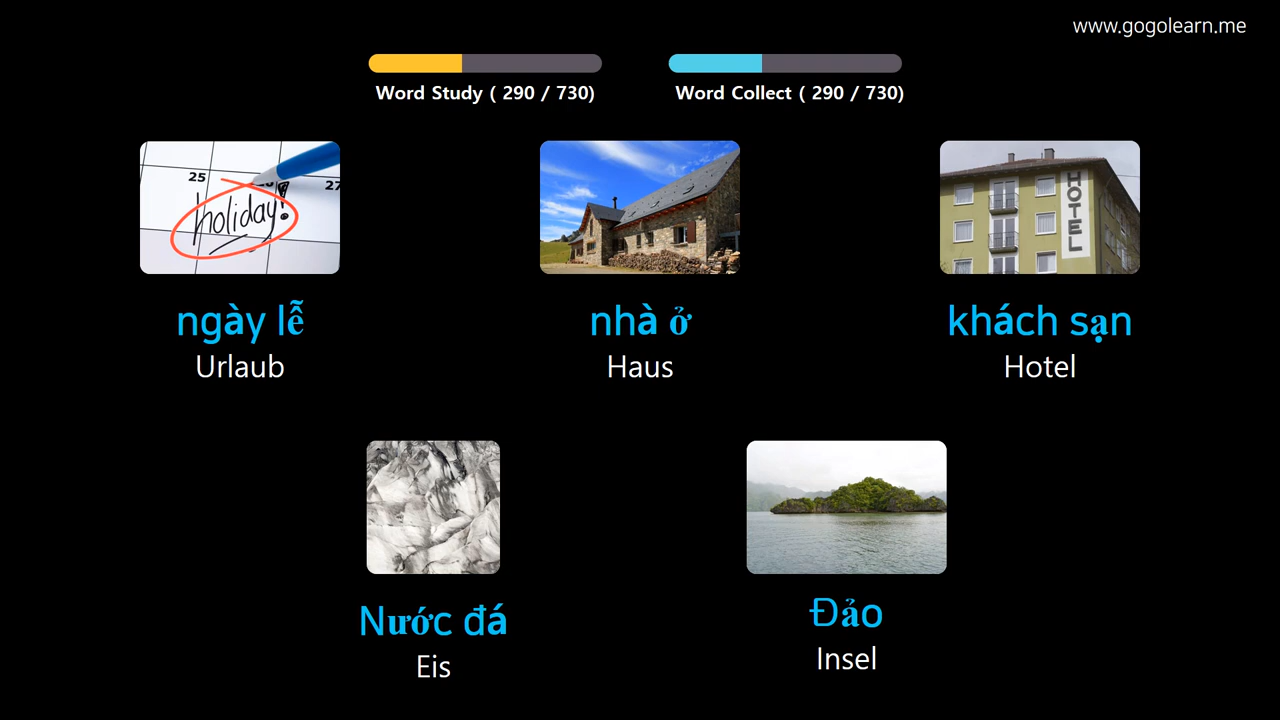 www.gogolearn.me
Word Study ( 290 / 730)
Word Collect ( 290 / 730)
25
27
holiday!
HOTEL
ngày lễ
nhà ở
khách sạn
Urlaub
Haus
Hotel
Nước đá
Đảo
Eis
Insel